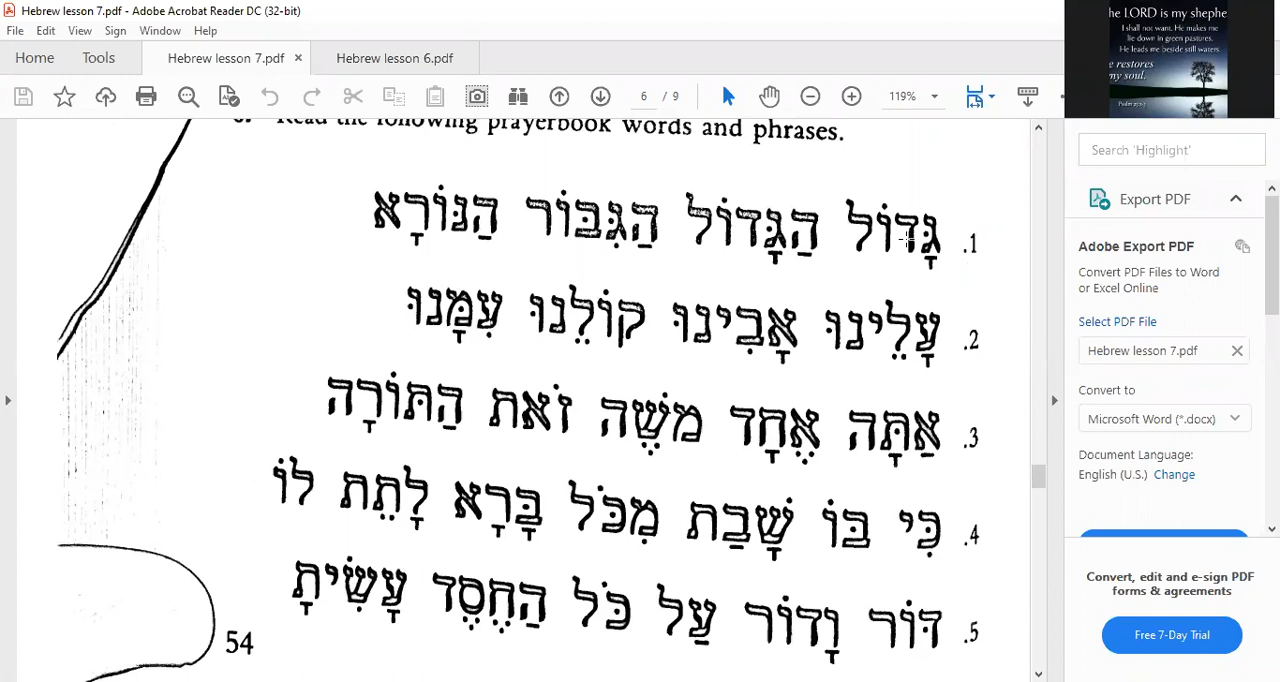 Hebrew lesson 7.pdf - Adobe Acrobat Reader DC (32-bit)
File Edit View Sign Window Help
Home Tools Hebrew lesson 7.pdf × Hebrew lesson 6.pdf
6 / 9 119%
he LORD is my shephe
I shall not want. He makes me
lie down in green pastures.
He leads me beside still waters
e restores
my soul.
Read the following prayerbook words and phrases.
1. גָּדוֹל הַגָּדוֹל הַגִּבּוֹר הַנּוֹרָא
2. עָלֵינוּ אָבִינוּ קוֹלֵנוּ עִמָּנוּ
3. אַתָּה אֶחָד מֹשֶּׁה זֹאת הַתּוֹרָה
4. כִּי בּוֹ שָׁבַת מִכֹּל בָּרָא לָתֵת לוֹ
5. דּוֹר וָדוֹר עַל כֹּל הַחֶסֶד עָשִׂיתָ
54
Search 'Highlight'
Export PDF
Adobe Export PDF
Convert PDF Files to Word
or Excel Online
Select PDF File
Hebrew lesson 7.pdf
Convert to
Microsoft Word (*.docx)
Document Language:
English (U.S.) Change
Convert, edit and e-sign PDF
forms & agreements
Free 7-Day Trial